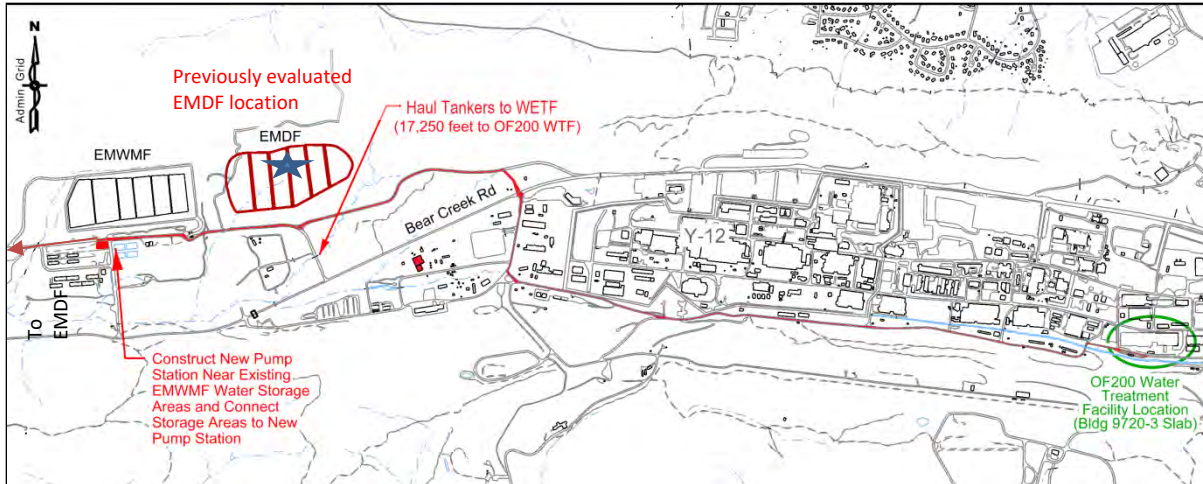 N
Admin Grid
Previously evaluated
EMDF location
EMDF
EMWMF
Haul Tankers to WETF
(17,250 feet to OF200 WTF)
Bear Creek Rd
Y-12
To
EMDF
Construct New Pump
Station Near Existing
EMWMF Water Storage
Areas and Connect
Storage Areas to New
Pump Station
OF200 Water
Treatment
Facility Location
(Bldg 9720-3 Slab)